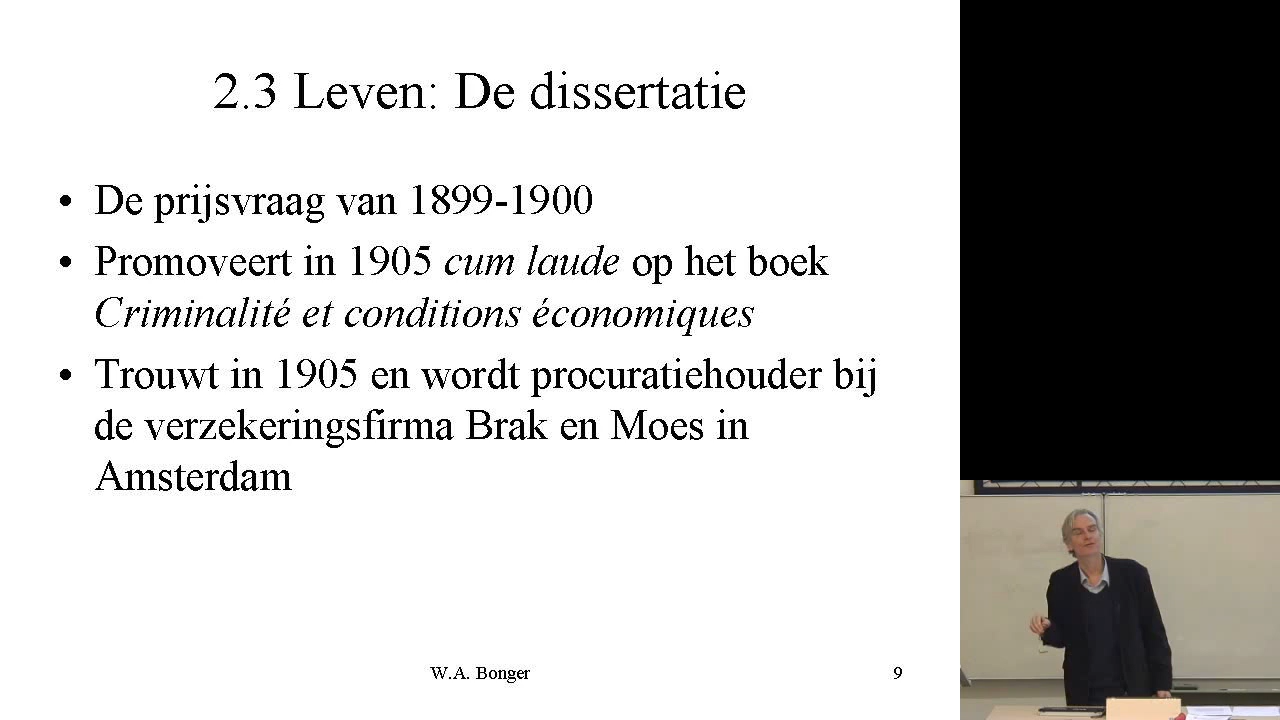 2.3 Leven: De dissertatie
• De prijsvraag van 1899-1900
• Promoveert in 1905 cum laude op het boek
Criminalité et conditions économiques
• Trouwt in 1905 en wordt procuratiehouder bij
de verzekeringsfirma Brak en Moes in
Amsterdam
W.A. Bonger
9